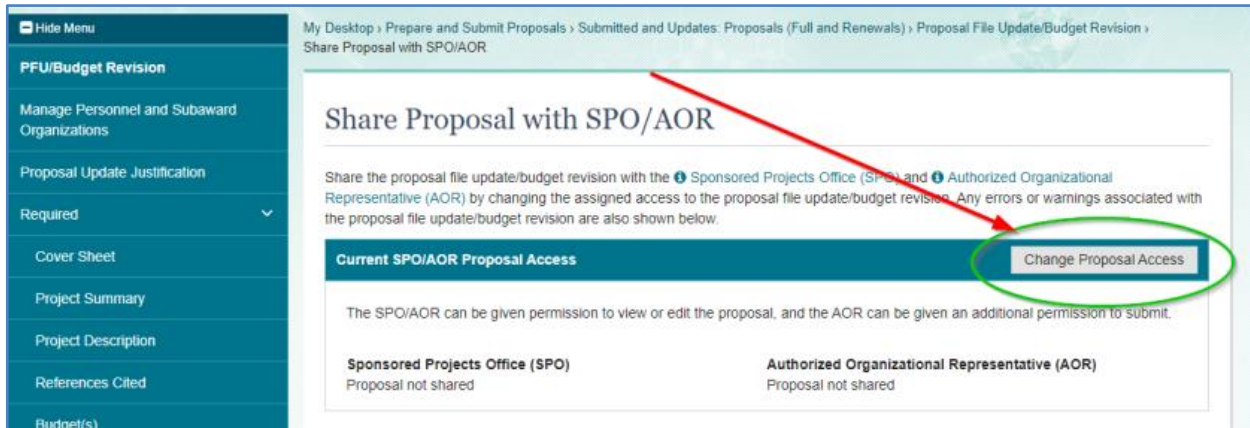 Hide Menu
PFU/Budget Revision
Manage Personnel and Subaward
Organizations
Proposal Update Justification
Required
Cover Sheet
Project Summary
Project Description
References Cited
Budget(s)
My Desktop › Prepare and Submit Proposals › Submitted and Updates: Proposals (Full and Renewals) › Proposal File Update/Budget Revision ›
Share Proposal with SPO/AOR
Share Proposal with SPO/AOR
Share the proposal file update/budget revision with the Sponsored Projects Office (SPO) and Authorized Organizational
Representative (AOR) by changing the assigned access to the proposal file update/budget revision. Any errors or warnings associated with
the proposal file update/budget revision are also shown below.
Current SPO/AOR Proposal Access
Change Proposal Access
The SPO/AOR can be given permission to view or edit the proposal, and the AOR can be given an additional permission to submit.
Sponsored Projects Office (SPO)
Proposal not shared
Authorized Organizational Representative (AOR)
Proposal not shared